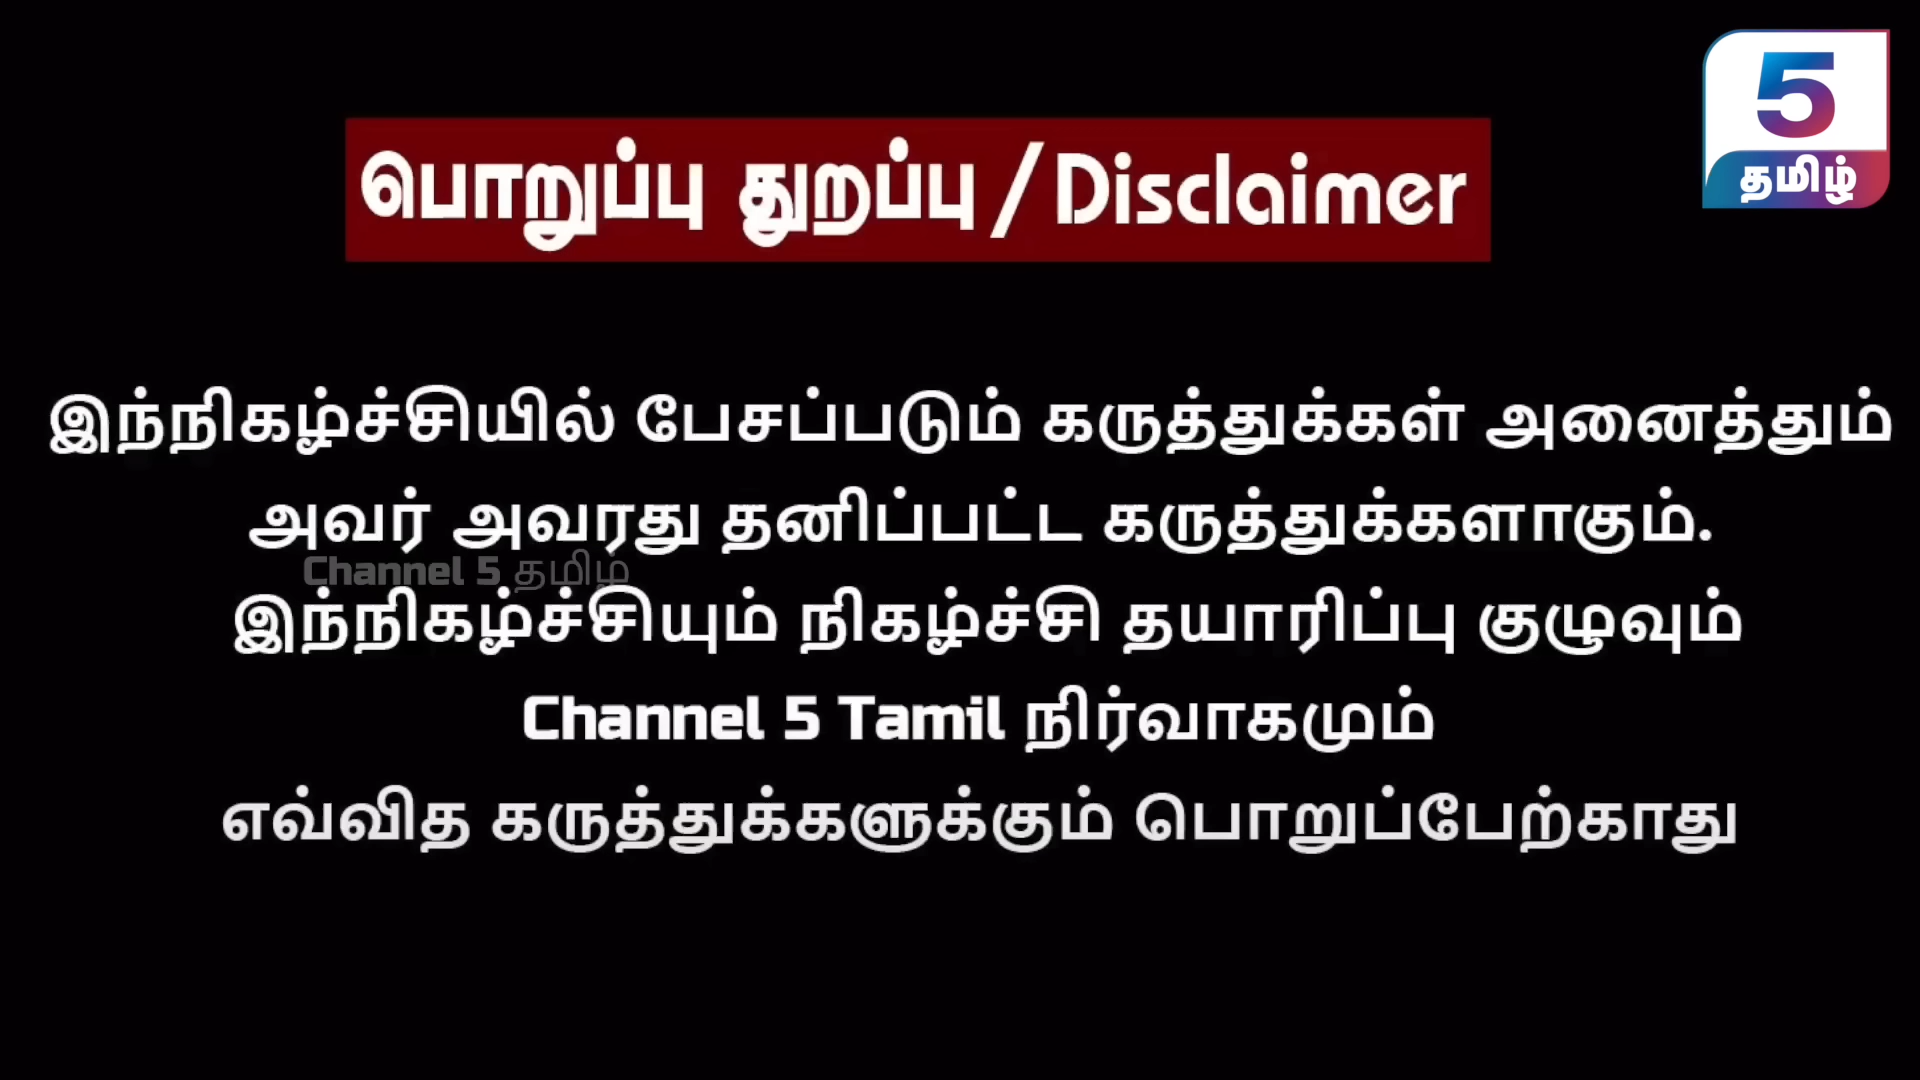 5
தமிழ்
பொறுப்பு துறப்பு/Disclaimer
இந்நிகழ்ச்சியில் பேசப்படும் கருத்துக்கள் அனைத்தும்
அவர் அவரது தனிப்பட்ட கருத்துக்களாகும்.
Channel 5 தமிழ்
இந்நிகழ்ச்சியும் நிகழ்ச்சி தயாரிப்பு குழுவும்
Channel 5 Tamil நிர்வாகமும்
எவ்வித கருத்துக்களுக்கும் பொறுப்பேற்காது